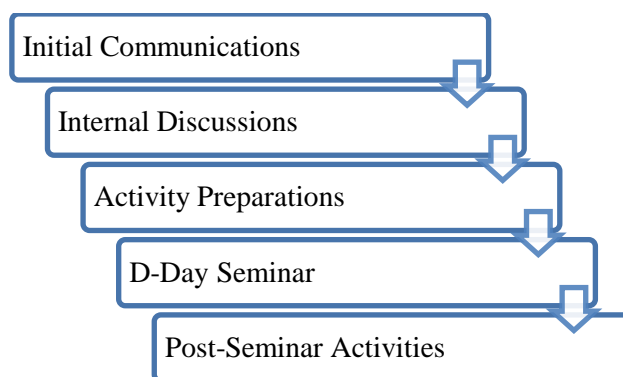 Initial Communications
Internal Discussions
Activity Preparations
D-Day Seminar
Post-Seminar Activities